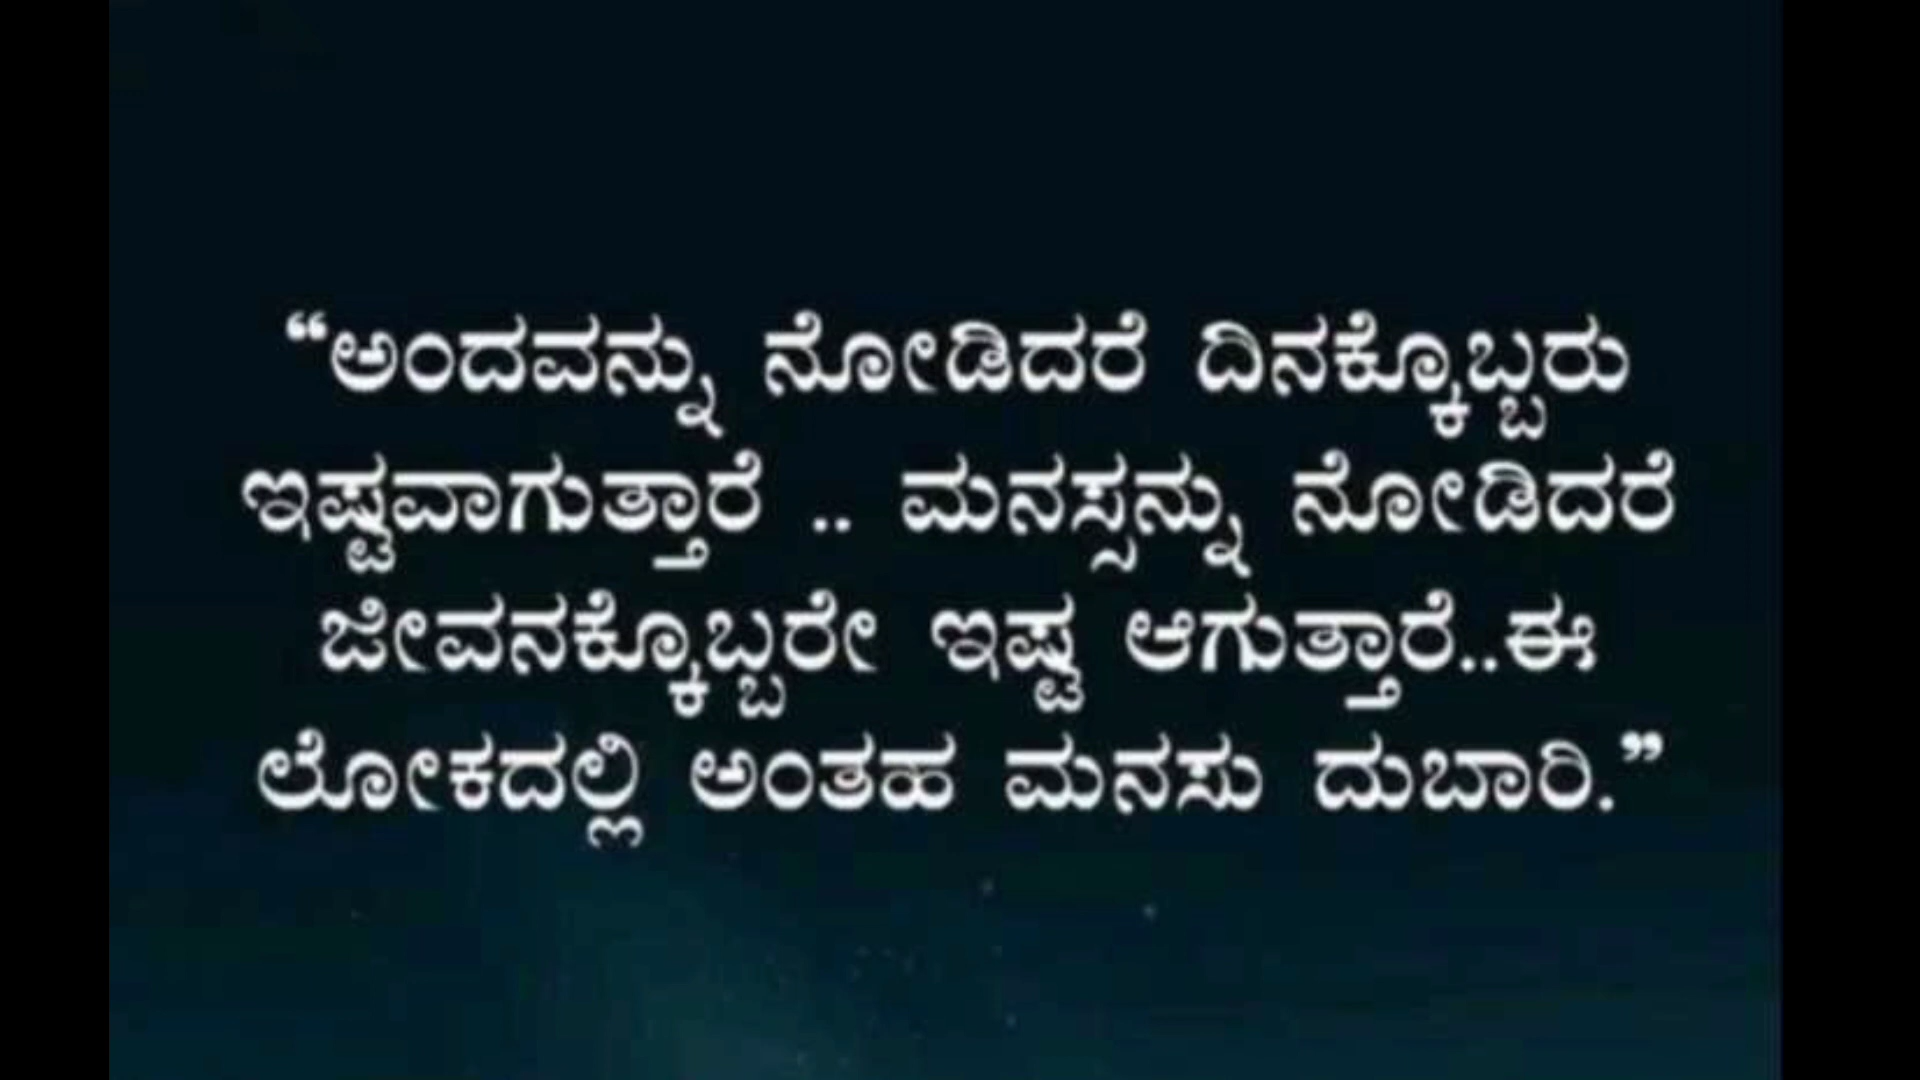 “ಅಂದವನ್ನು ನೋಡಿದರೆ ದಿನಕ್ಕೊಬ್ಬರು
ಇಷ್ಟವಾಗುತ್ತಾರೆ .. ಮನಸ್ಸನ್ನು ನೋಡಿದರೆ
ಜೀವನಕ್ಕೊಬ್ಬರೇ ಇಷ್ಟ ಆಗುತ್ತಾರೆ..ಈ
ಲೋಕದಲ್ಲಿ ಅಂತಹ ಮನಸು ದುಬಾರಿ.”